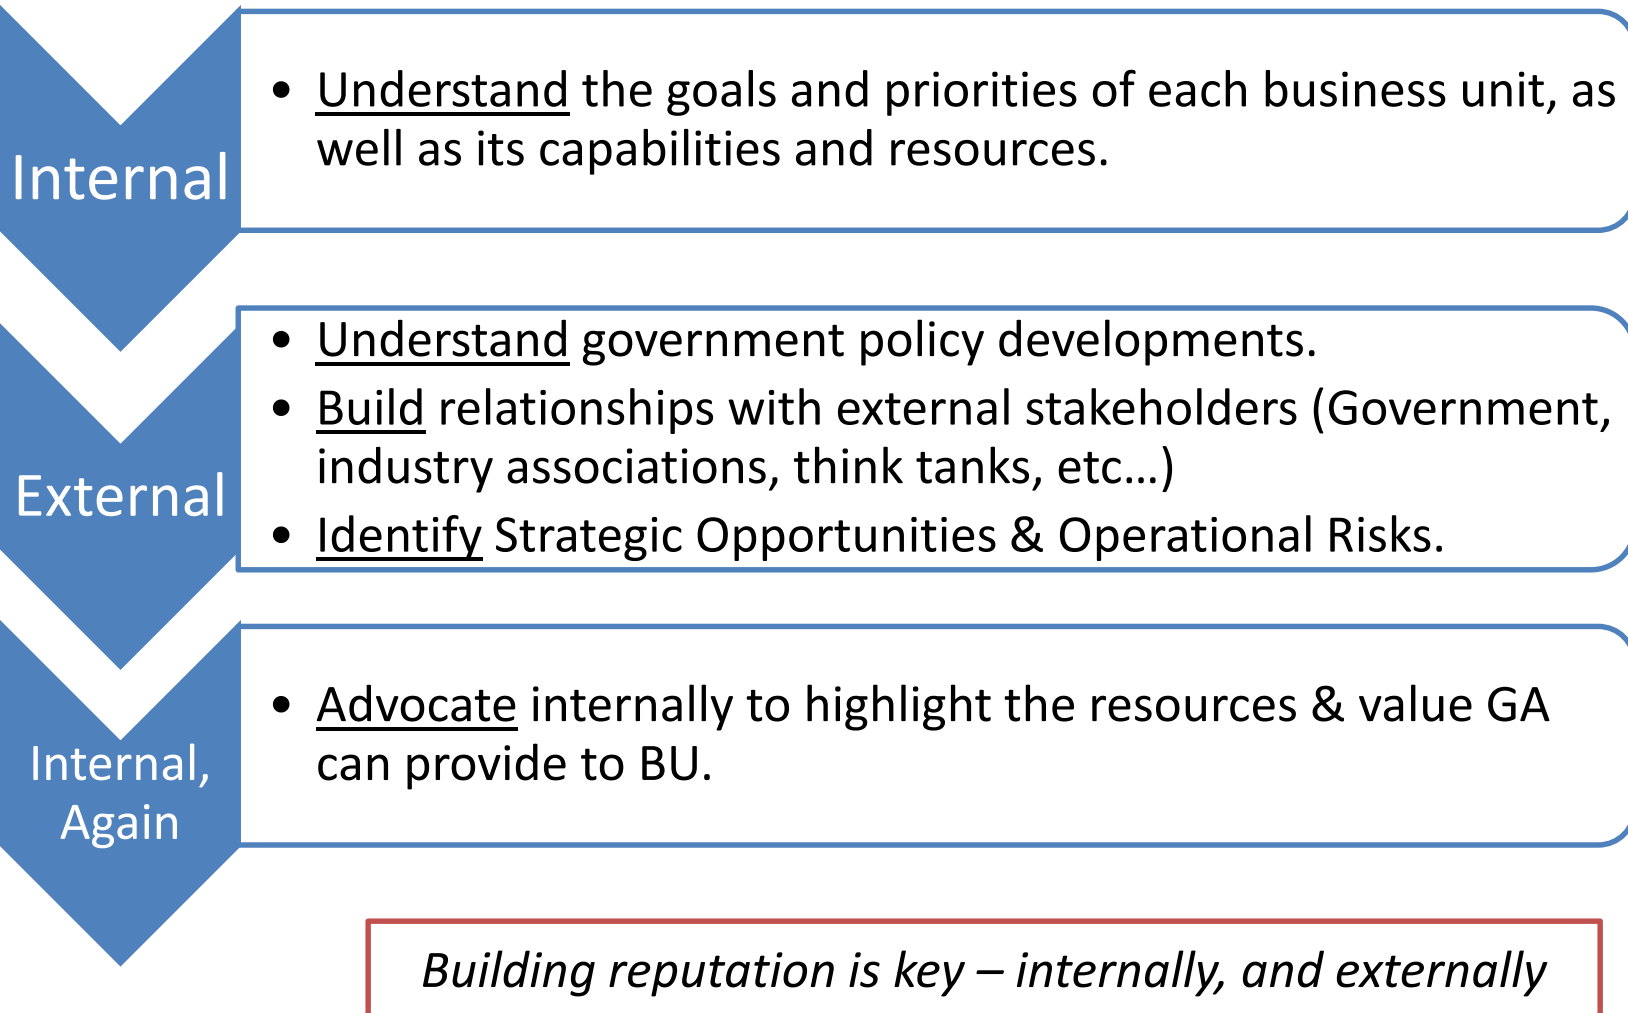 Internal
• Understand the goals and priorities of each business unit, as
well as its capabilities and resources.
External
• Understand government policy developments.
• Build relationships with external stakeholders (Government,
industry associations, think tanks, etc...)
• Identify Strategic Opportunities & Operational Risks.
Internal,
Again
• Advocate internally to highlight the resources & value GA
can provide to BU.
Building reputation is key – internally, and externally